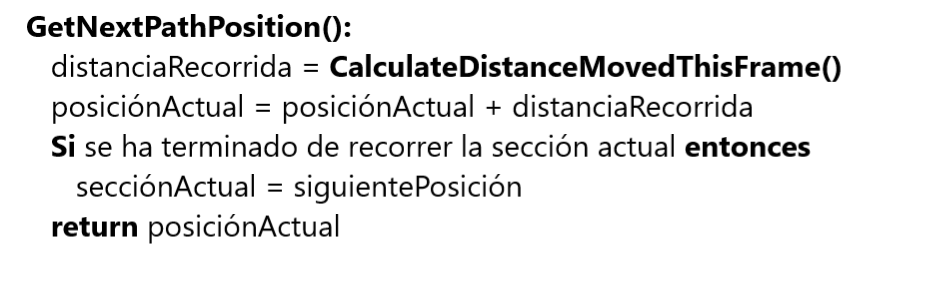 GetNextPathPosition():
distanciaRecorrida = CalculateDistanceMovedThisFrame()
posiciónActual = posiciónActual + distanciaRecorrida
Si se ha terminado de recorrer la sección actual entonces
secciónActual = siguientePosición
return posiciónActual